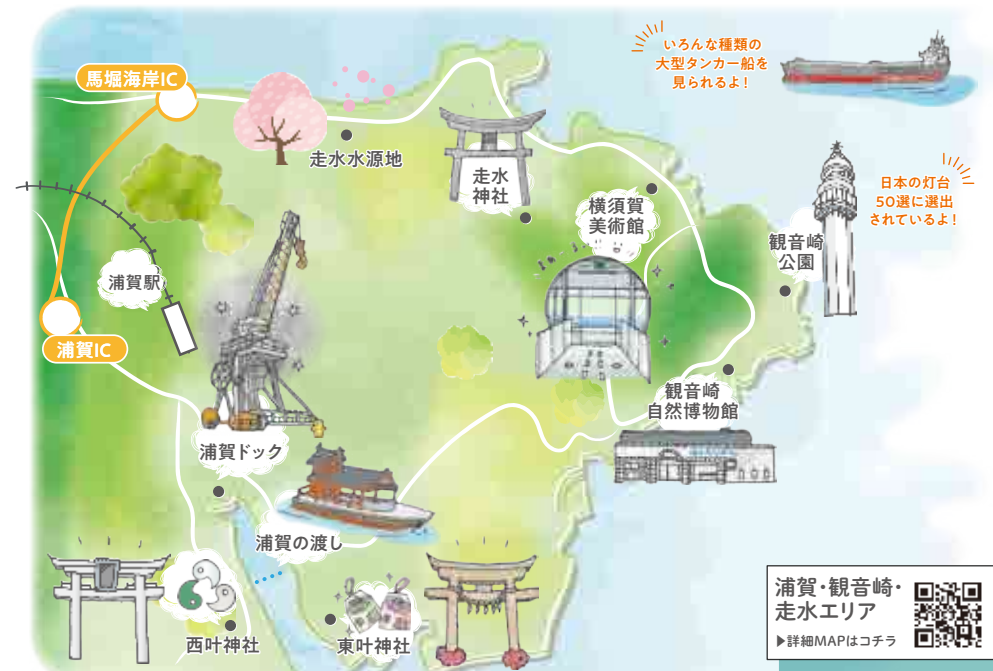 いろんな種類の
大型タンカー船を
見られるよ!
馬堀海岸IC
走水水源地
走水
神社
横須賀
美術館
日本の灯台
50選に選出
されているよ!
観音崎
公園
浦賀駅
浦賀IC
観音崎
自然博物館
浦賀ドック
浦賀の渡し
西叶神社
東叶神社
浦賀・観音崎・
走水エリア
▶詳細MAPはコチラ